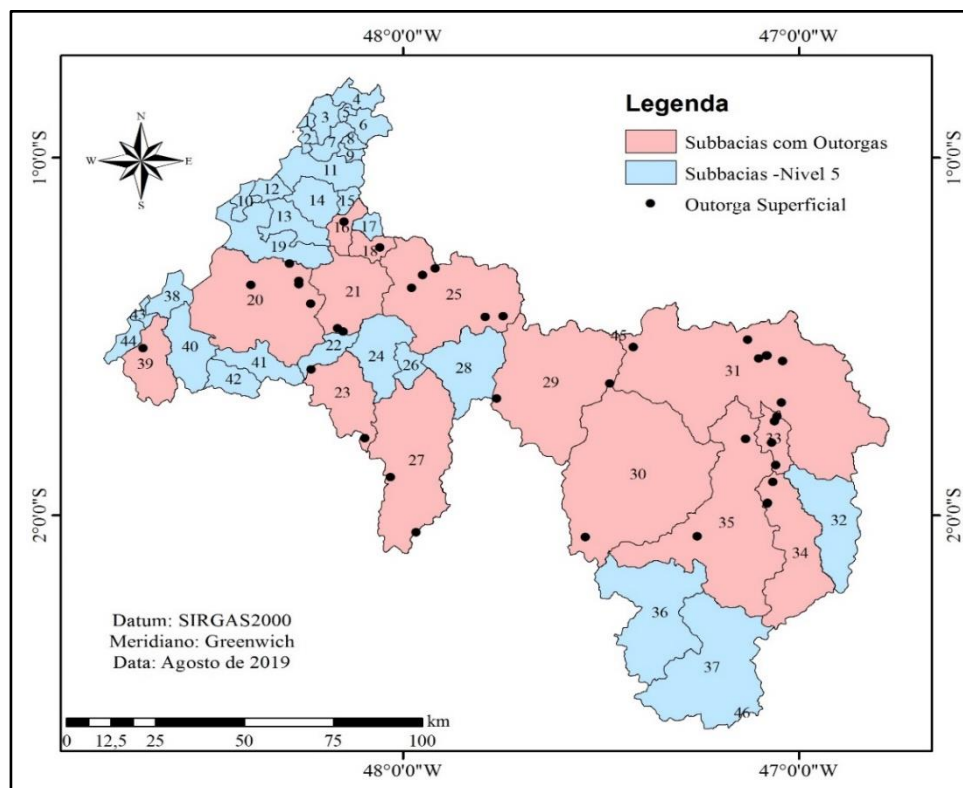 48°0'0"W 47°0'0"W
1°0'0"S
2°0'0"S
N
W E
S
Legenda
Subbacias com Outorgas
Subbacias -Nivel 5
Outorga Superficial
1°0'0"S
2°0'0"S
4
3 5
6
2 7 8
9
11
12
10
14 15
13
16 17
19 18
20 21 25
38
43
44
40
39
41
42
22
24
26
28
23
27
29
45
31
33
30
35
32
34
36
37
46
Datum: SIRGAS2000
Meridiano: Greenwich
Data: Agosto de 2019
km
0 12,5 25 50 75 100
48°0'0"W 47°0'0"W